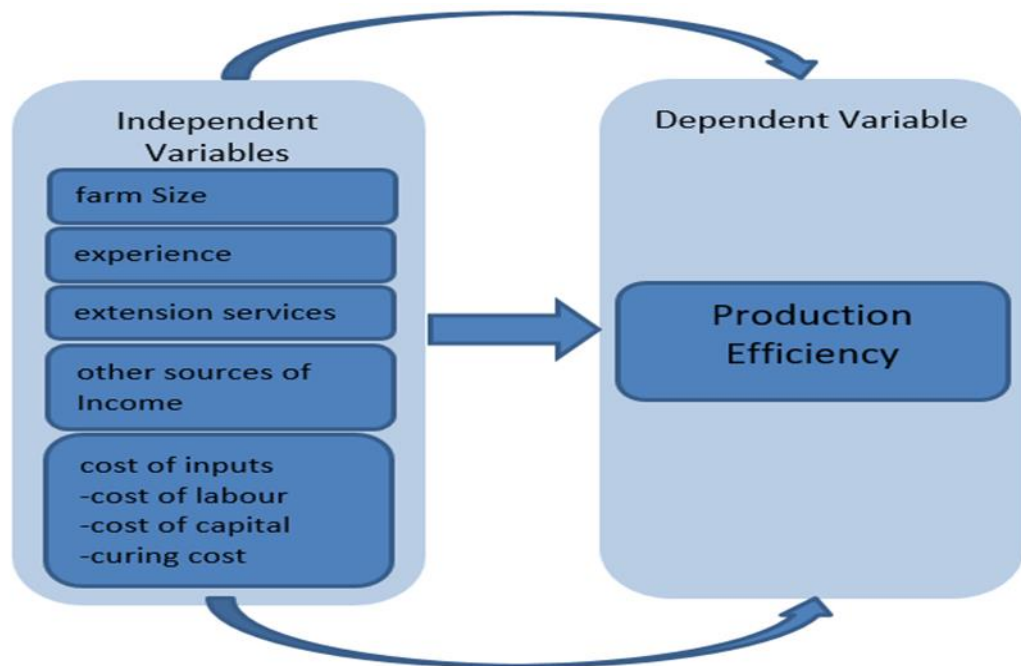 Independent
Variables
farm Size
experience
extension services
other sources of
Income
cost of inputs
-cost of labour
-cost of capital
-curing cost
Dependent Variable
Production
Efficiency